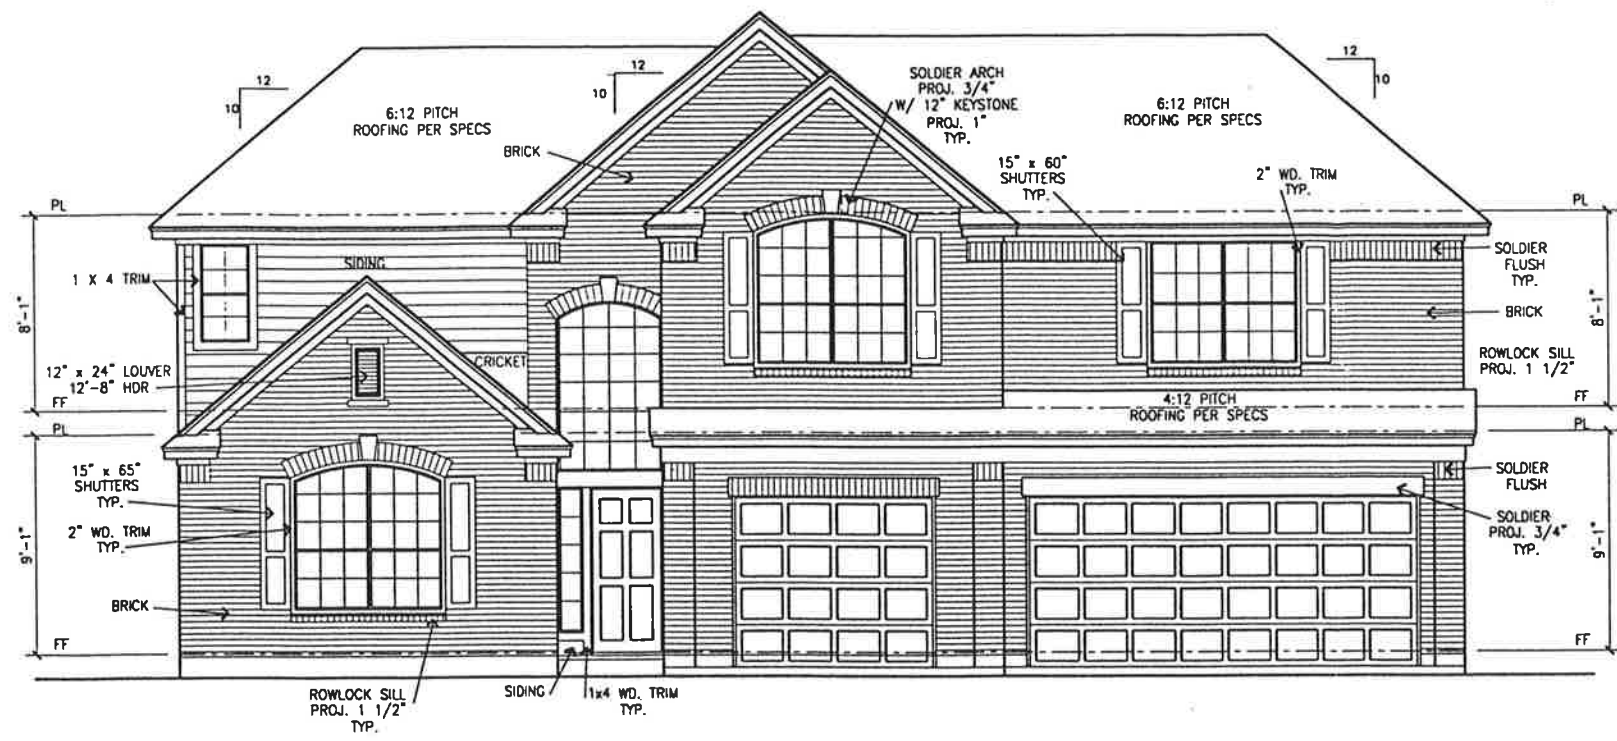 12
10
6:12 PITCH
ROOFING PER SPECS
12
10
BRICK
SOLDIER ARCH
PROJ. 3/4"
W/ 12" KEYSTONE
PROJ. 1"
TYP.
15" x 60"
SHUTTERS
TYP.
6:12 PITCH
ROOFING PER SPECS
2" WD. TRIM
TYP.
12
10
PL
PL
1 X 4 TRIM
SIDING
SOLDIER
FLUSH
TYP.
8'-1"
8'-1"
BRICK
12" x 24" LOUVER
12'-8" HDR
CRICKET
ROWLOCK SILL
PROJ. 1 1/2"
FF
FF
4:12 PITCH
ROOFING PER SPECS
PL
PL
15" x 65"
SHUTTERS
TYP.
2" WD. TRIM
TYP.
SOLDIER
FLUSH
SOLDIER
PROJ. 3/4"
TYP.
9'-1"
9'-1"
BRICK
FF
FF
ROWLOCK SILL
PROJ. 1 1/2"
TYP.
SIDING
1x4 WD. TRIM
TYP.